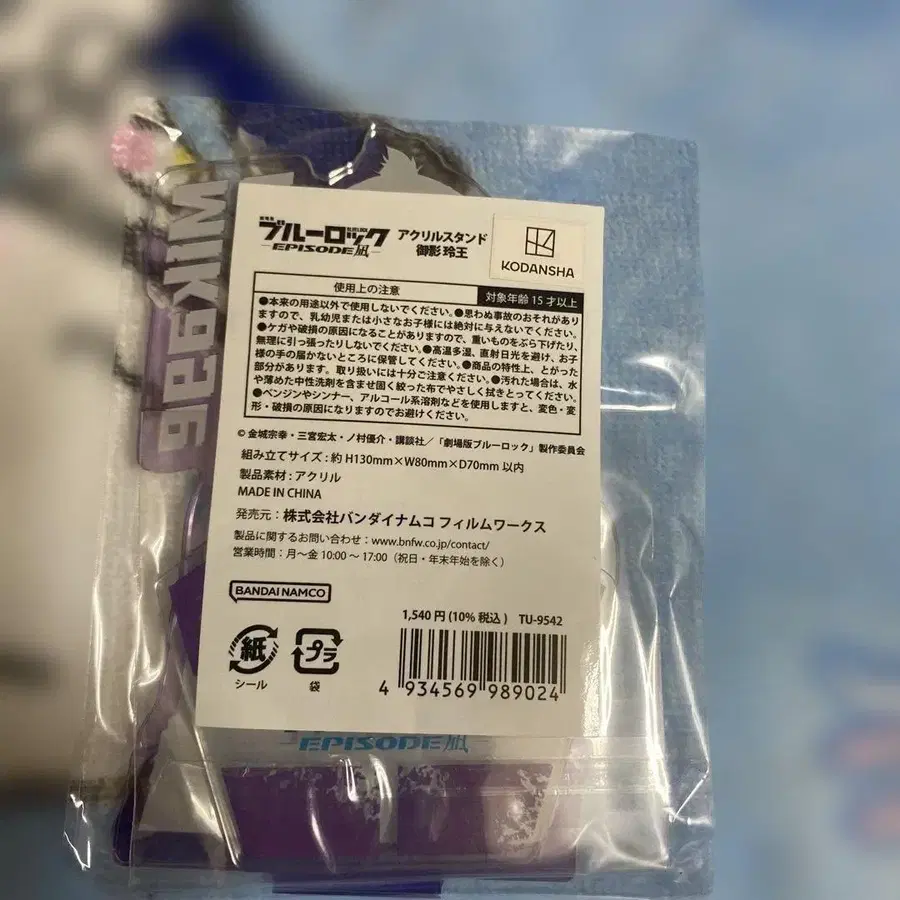 劇場版
ブルーロック
BLUELOCK
-EPISODE凪-
アクリルスタンド
御影 玲王
KODANSHA
使用上の注意
対象年齢 15 才以上
●本来の用途以外で使用しないでください。●思わぬ事故のおそれがあり
ますので、乳幼児または小さなお子様には絶対に与えないでください。
●ケガや破損の原因になることがありますので、重いものをぶら下げたり、
無理に引っ張ったりしないでください。●高温多湿、直射日光を避け、お子
様の手の届かないところに保管してください。●商品の特性上、とがった
部分があります。取り扱いには十分ご注意ください。●汚れた場合は、水
や薄めた中性洗剤を含ませ固く絞った布でやさしく拭きとってください。
●ベンジンやシンナー、アルコール系溶剤などを使用しますと、変色・変
形・破損の原因になりますのでお避けください。
© 金城宗幸・三宮宏太・ノ村優介・講談社／「劇場版ブルーロック」製作委員会
組み立てサイズ : 約 H130mm×W80mm×D70mm 以内
製品素材 : アクリル
MADE IN CHINA
発売元 : 株式会社バンダイナムコ フィルムワークス
製品に関するお問い合わせ : www.bnfw.co.jp/contact/
営業時間 : 月～金 10:00 ～ 17:00（祝日・年末年始を除く）
BANDAI NAMCO
紙
シール
プラ
袋
1,540 円 (10% 税込 ) TU-9542
4 934569 989024
-EPISODE凪